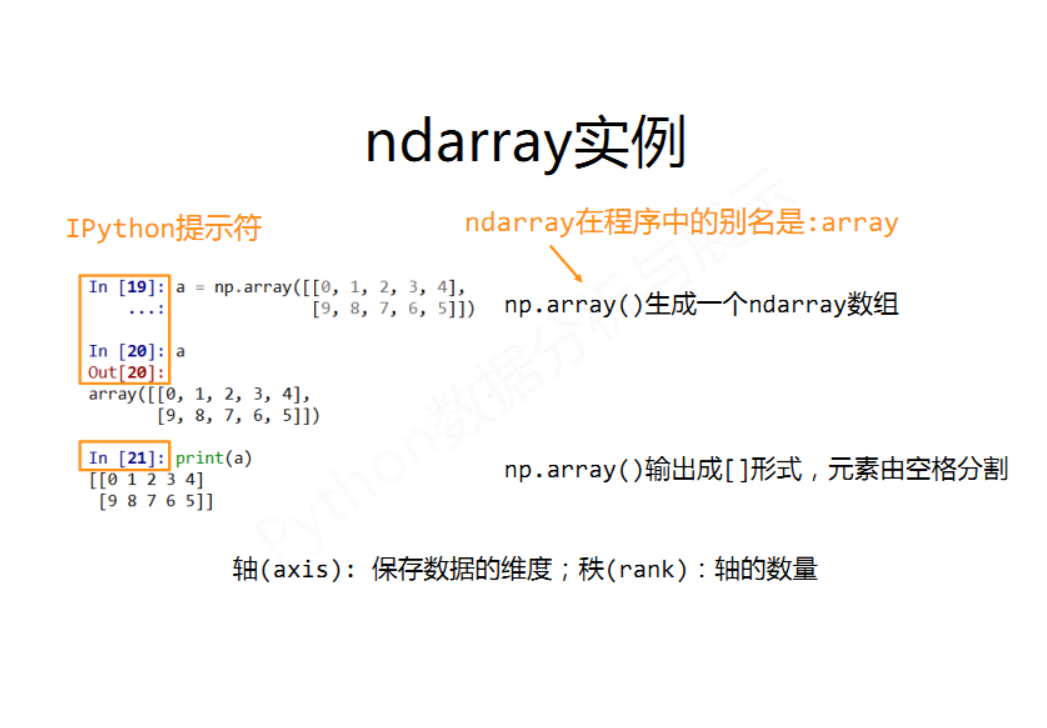 ndarray实例
IPython提示符
ndarray在程序中的别名是:array
In [19]: a = np.array([[0, 1, 2, 3, 4],
...: [9, 8, 7, 6, 5]])
np.array()生成一个ndarray数组
In [20]: a
Out[20]:
array([[0, 1, 2, 3, 4],
[9, 8, 7, 6, 5]])
In [21]: print(a)
[[0 1 2 3 4]
[9 8 7 6 5]]
np.array()输出成[]形式，元素由空格分割
轴(axis): 保存数据的维度；秩(rank)：轴的数量
Python数据分析与展示